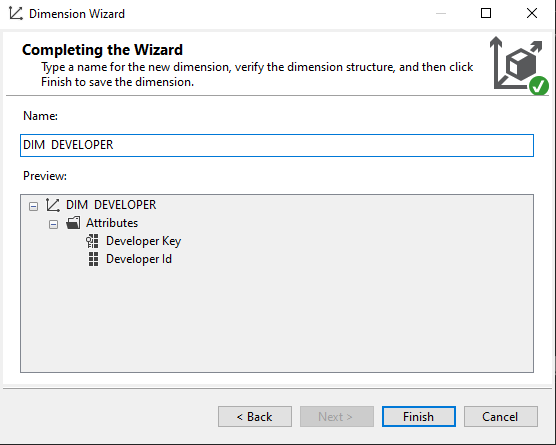 Dimension Wizard
Completing the Wizard
Type a name for the new dimension, verify the dimension structure, and then click
Finish to save the dimension.
Name:
DIM DEVELOPER
Preview:
DIM DEVELOPER
Attributes
Developer Key
Developer Id
< Back
Next >
Finish
Cancel